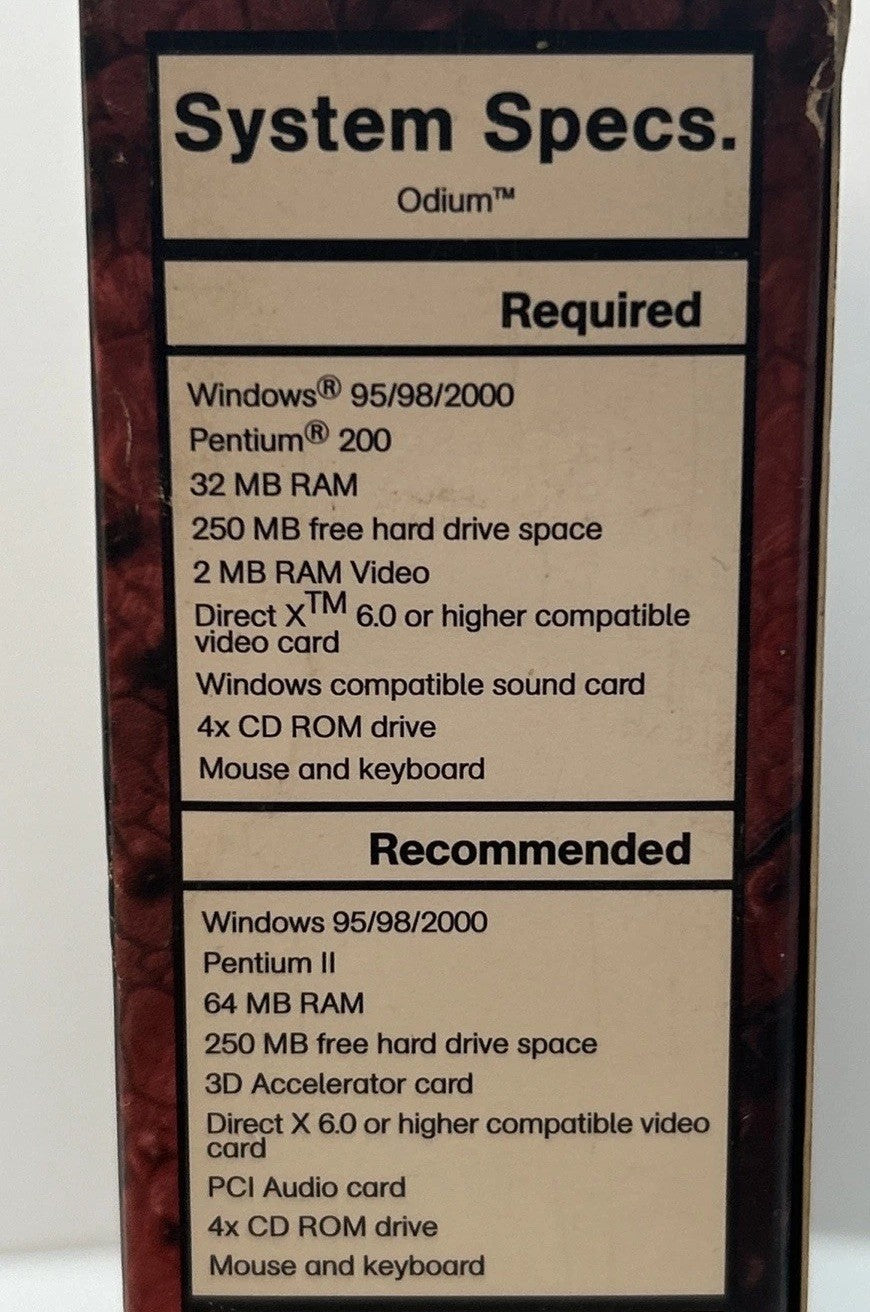 System Specs.
Odium™
Required
Windows® 95/98/2000
Pentium® 200
32 MB RAM
250 MB free hard drive space
2 MB RAM Video
Direct X™ 6.0 or higher compatible
video card
Windows compatible sound card
4x CD ROM drive
Mouse and keyboard
Recommended
Windows 95/98/2000
Pentium II
64 MB RAM
250 MB free hard drive space
3D Accelerator card
Direct X 6.0 or higher compatible video
card
PCI Audio card
4x CD ROM drive
Mouse and keyboard